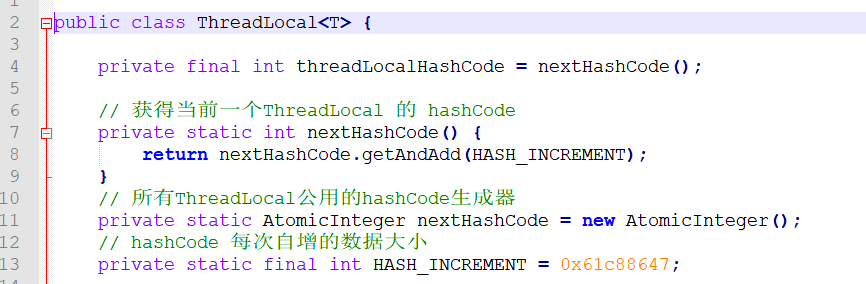 1
2 public class ThreadLocal<T> {
3
4 private final int threadLocalHashCode = nextHashCode();
5
6 // 获得当前一个ThreadLocal 的 hashCode
7 private static int nextHashCode() {
8 return nextHashCode.getAndAdd(HASH_INCREMENT);
9 }
10 // 所有ThreadLocal公用的hashCode生成器
11 private static AtomicInteger nextHashCode = new AtomicInteger();
12 // hashCode 每次自增的数据大小
13 private static final int HASH_INCREMENT = 0x61c88647;